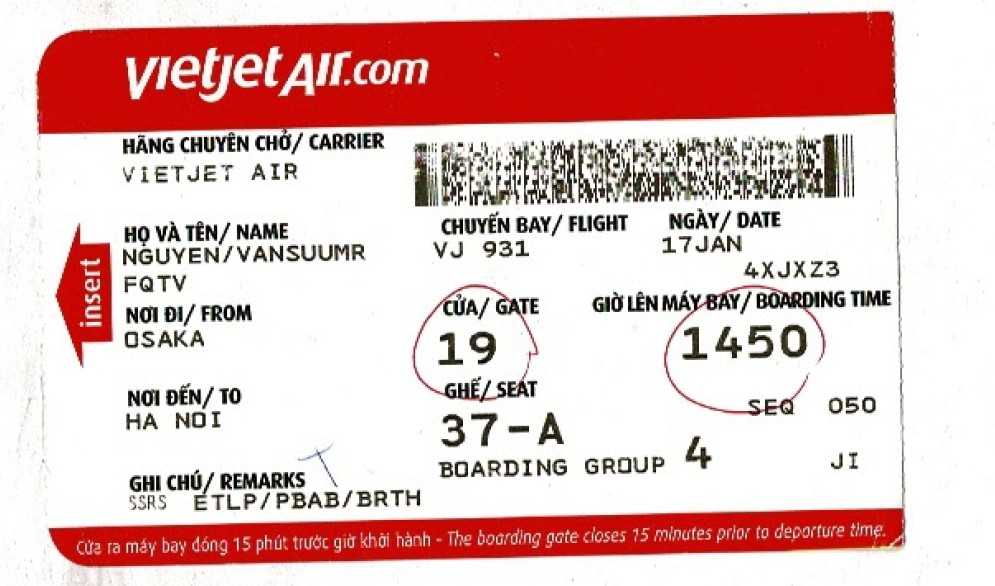 vietjetAir.com
HÃNG CHUYÊN CHỞ/ CARRIER
VIETJET AIR
HỌ VÀ TÊN/ NAME
NGUYEN/VANSUUMR
FQTV
CHUYẾN BAY/ FLIGHT
VJ 931
NGÀY/ DATE
17JAN
4XJXZ3
insert
NƠI ĐI/ FROM
OSAKA
CỬA/ GATE
19
GIỜ LÊN MÁY BAY/ BOARDING TIME
1450
NƠI ĐẾN/ TO
HA NOI
GHẾ/ SEAT
37-A
SEQ 050
BOARDING GROUP 4
JI
GHI CHÚ/ REMARKS
SSRS ETLP/PBAB/BRTH
Cửa ra máy bay đóng 15 phút trước giờ khởi hành - The boarding gate closes 15 minutes prior to departure time.